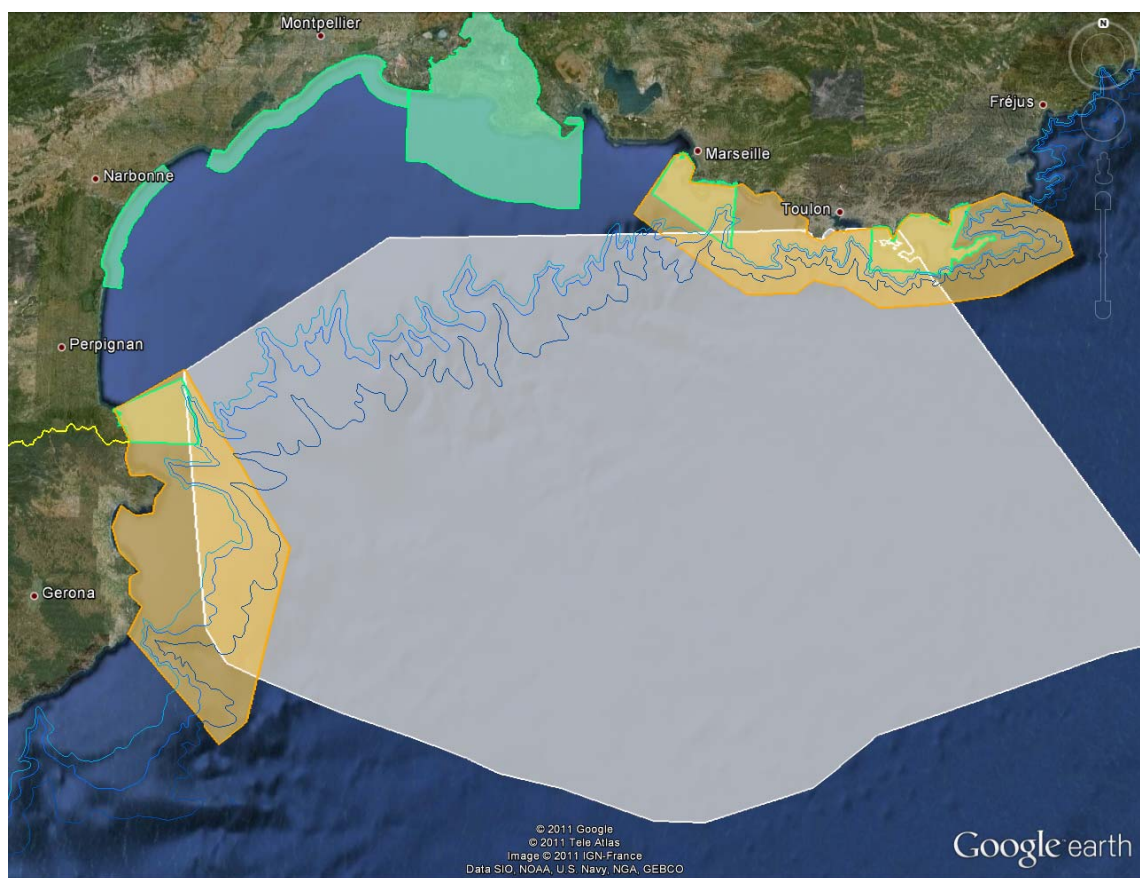 Montpellier
N
Fréjus
Marseille
Narbonne
Toulon
Perpignan
Gerona
© 2011 Google
© 2011 Tele Atlas
Image © 2011 IGN-France
Data SIO, NOAA, U.S. Navy, NGA, GEBCO
Google earth